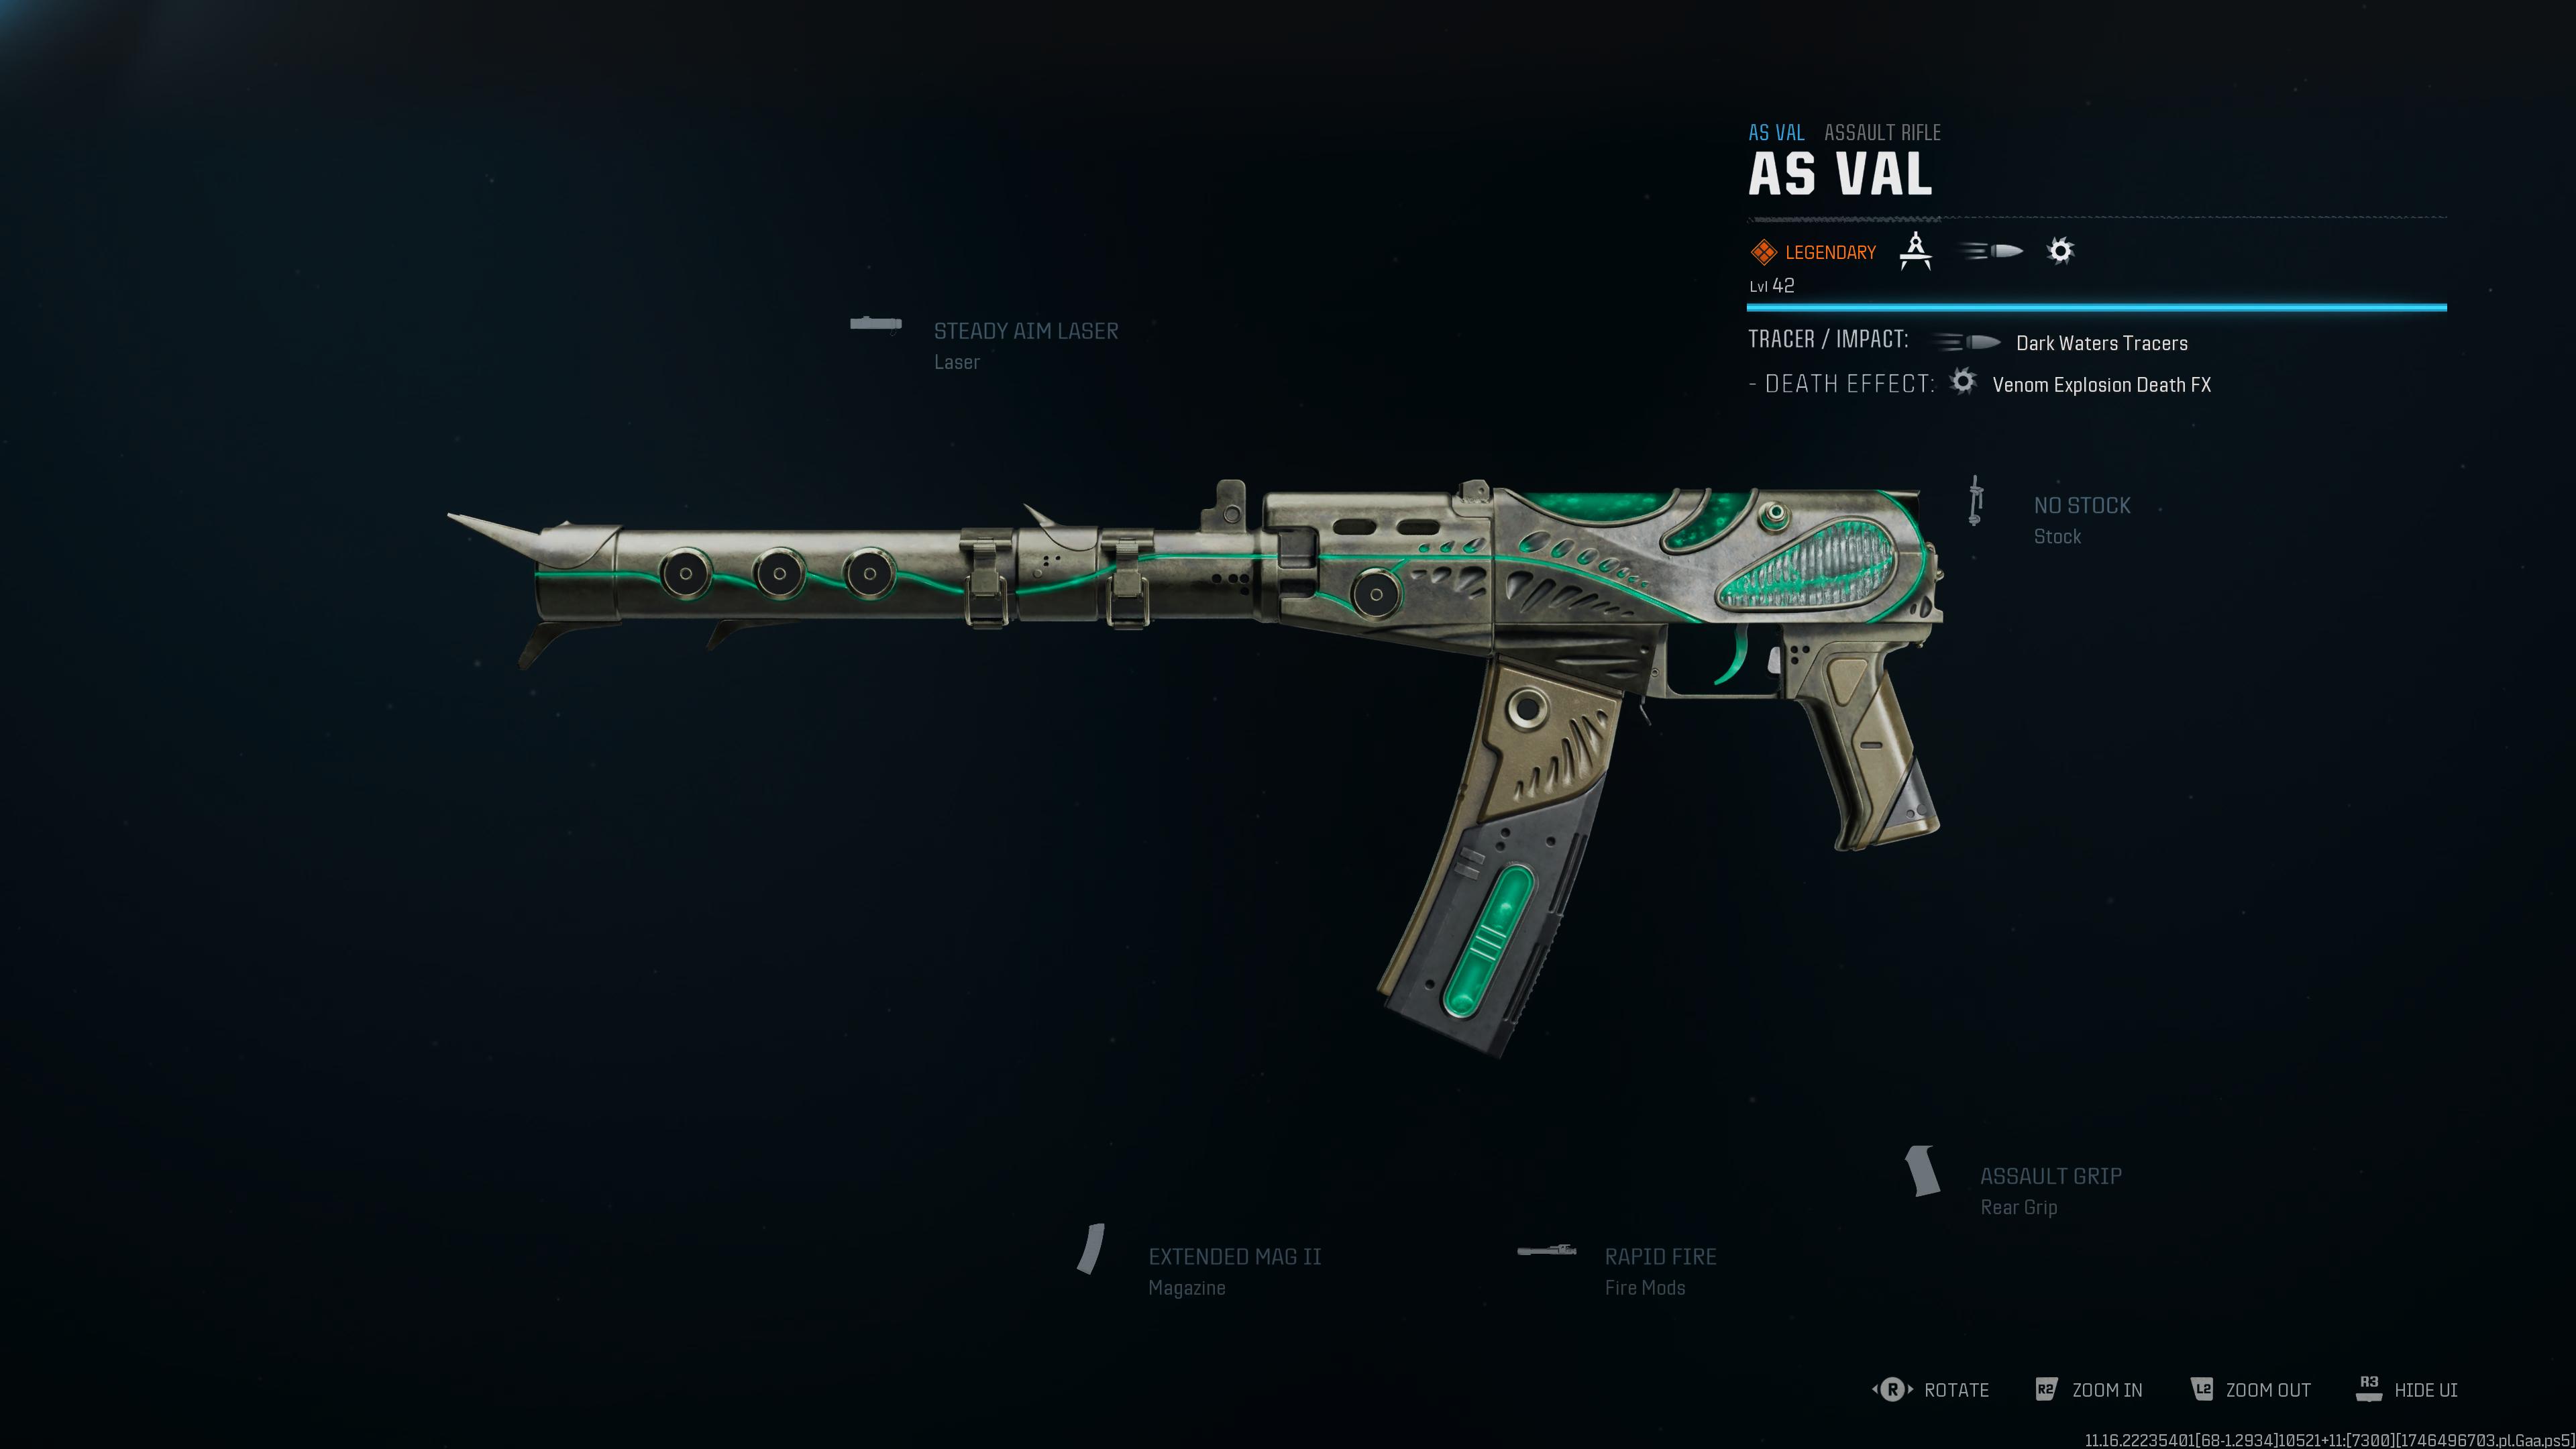 AS VAL ASSAULT RIFLE
AS VAL
LEGENDARY
Lvl 42
TRACER / IMPACT: Dark Waters Tracers
- DEATH EFFECT: Venom Explosion Death FX
STEADY AIM LASER
Laser
NO STOCK
Stock
ASSAULT GRIP
Rear Grip
EXTENDED MAG II
Magazine
RAPID FIRE
Fire Mods
R ROTATE R2 ZOOM IN L2 ZOOM OUT R3 HIDE UI
11.16.22235401[68-1.2934]10521+11:[7300][1746496703.pl.Gaa.ps5]